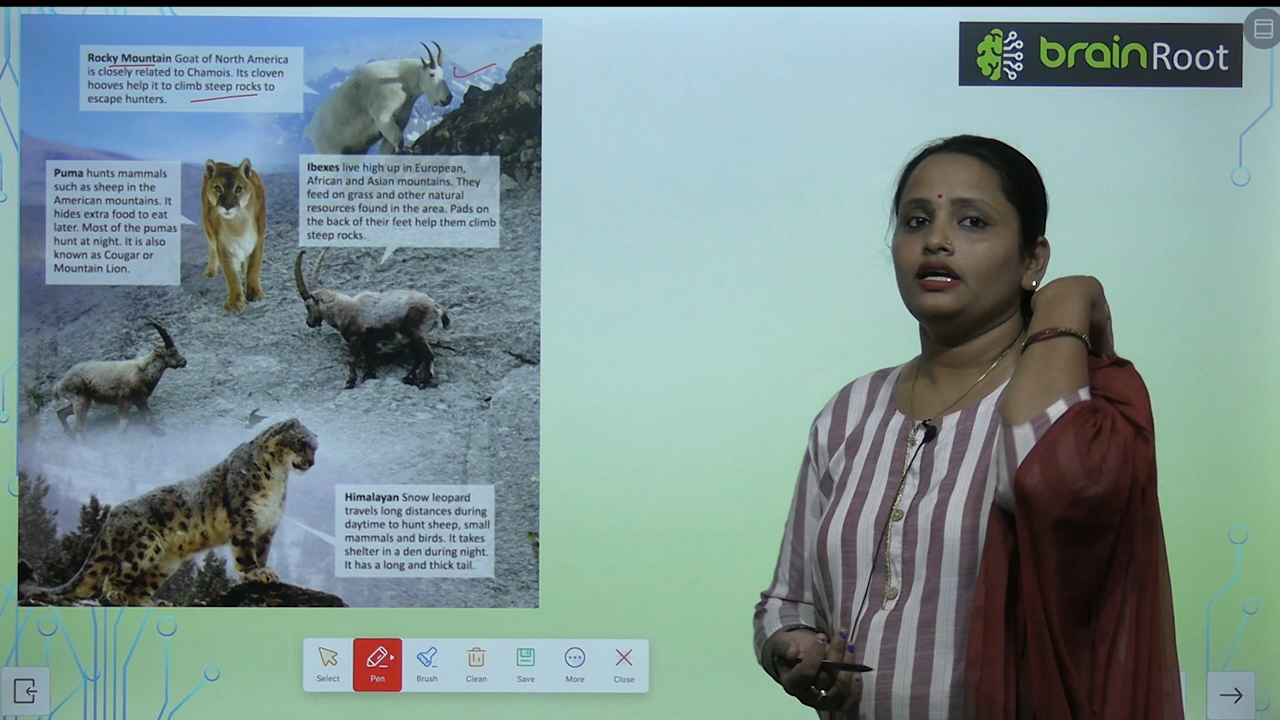 brainRoot
Rocky Mountain Goat of North America
is closely related to Chamois. Its cloven
hooves help it to climb steep rocks to
escape hunters.
Puma hunts mammals
such as sheep in the
American mountains. It
hides extra food to eat
later. Most of the pumas
hunt at night. It is also
known as Cougar or
Mountain Lion.
Ibexes live high up in European,
African and Asian mountains. They
feed on grass and other natural
resources found in the area. Pads on
the back of their feet help them climb
steep rocks.
Himalayan Snow leopard
travels long distances during
daytime to hunt sheep, small
mammals and birds. It takes
shelter in a den during night.
It has a long and thick tail.
Select Pen Brush Clean Save More Close